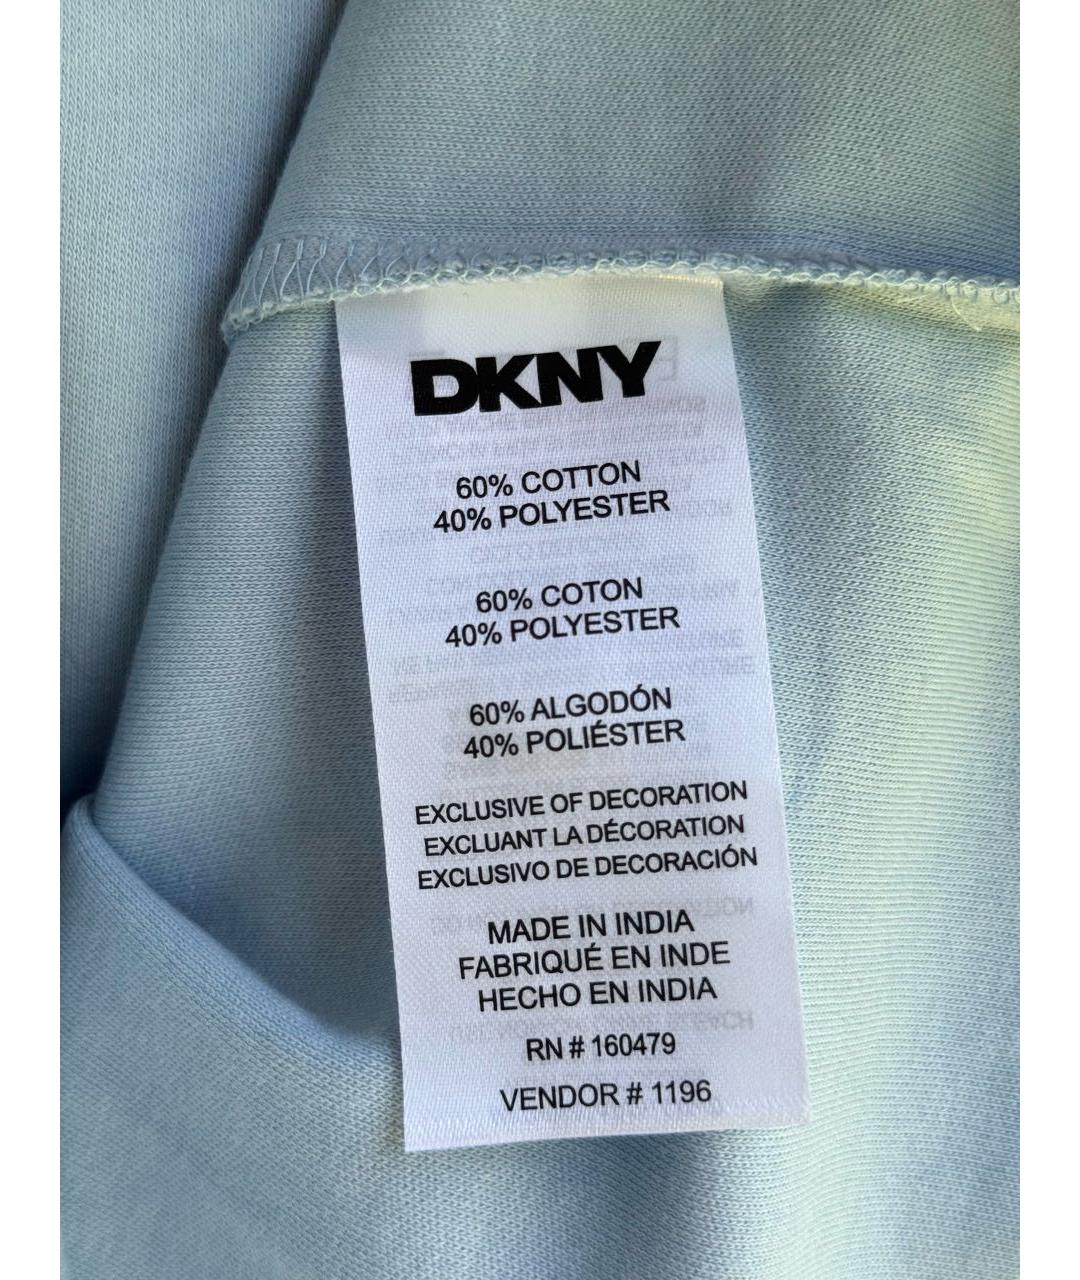 DKNY
60% COTTON
40% POLYESTER
60% COTON
40% POLYESTER
60% ALGODÓN
40% POLIÉSTER
EXCLUSIVE OF DECORATION
EXCLUANT LA DÉCORATION
EXCLUSIVO DE DECORACIÓN
MADE IN INDIA
FABRIQUÉ EN INDE
HECHO EN INDIA
RN # 160479
VENDOR # 1196